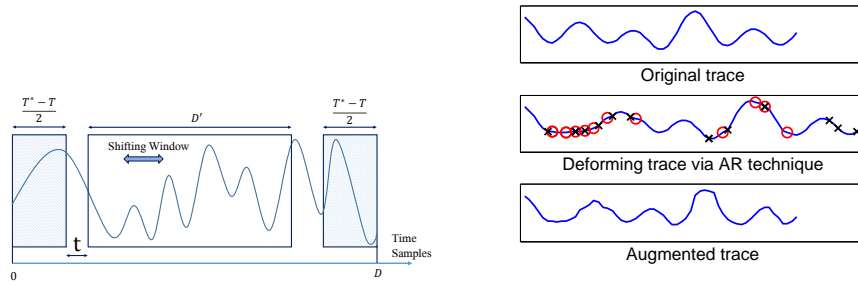 T* − T
2
D′
T* − T
2
Shifting Window
t
Time
Samples
0
D
Original trace
Deforming trace via AR technique
Augmented trace